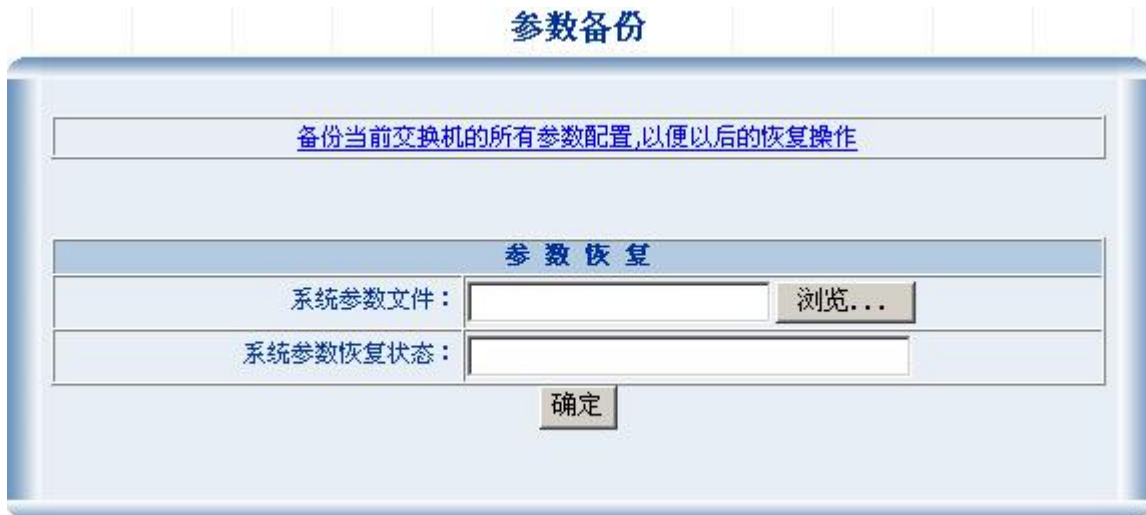 参数备份
备份当前交换机的所有参数配置,以便以后的恢复操作
参 数 恢 复
系统参数文件： 浏览...
系统参数恢复状态：
确定